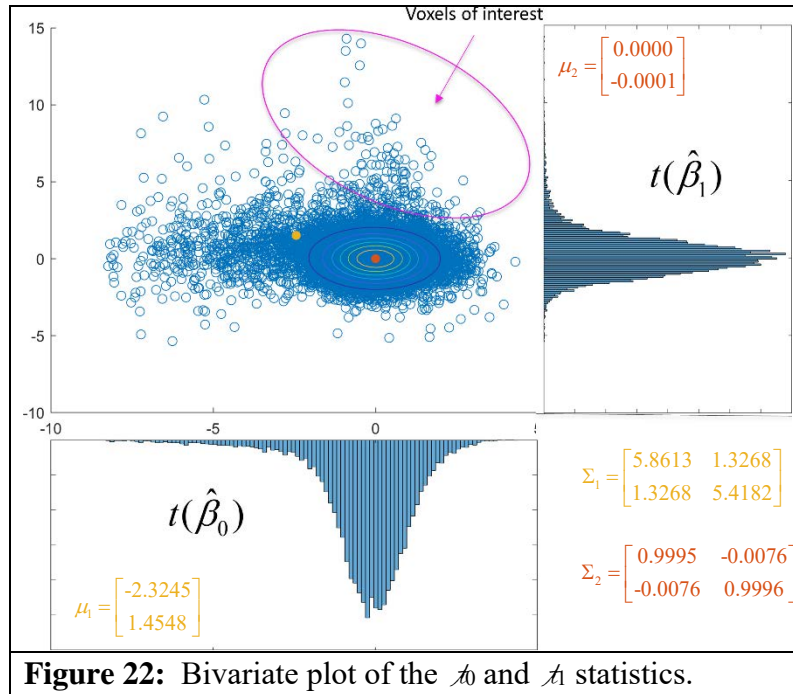 Voxels of interest
15
10
5
0
-5
-10
-10
-5
0
5
μ₂ = [0.0000
-0.0001]
t(β̂₁)
t(β̂₀)
μ₁ = [-2.3245
1.4548]
Σ₁ = [5.8613 1.3268
1.3268 5.4182]
Σ₂ = [0.9995 -0.0076
-0.0076 0.9996]
Figure 22: Bivariate plot of the t0 and t1 statistics.